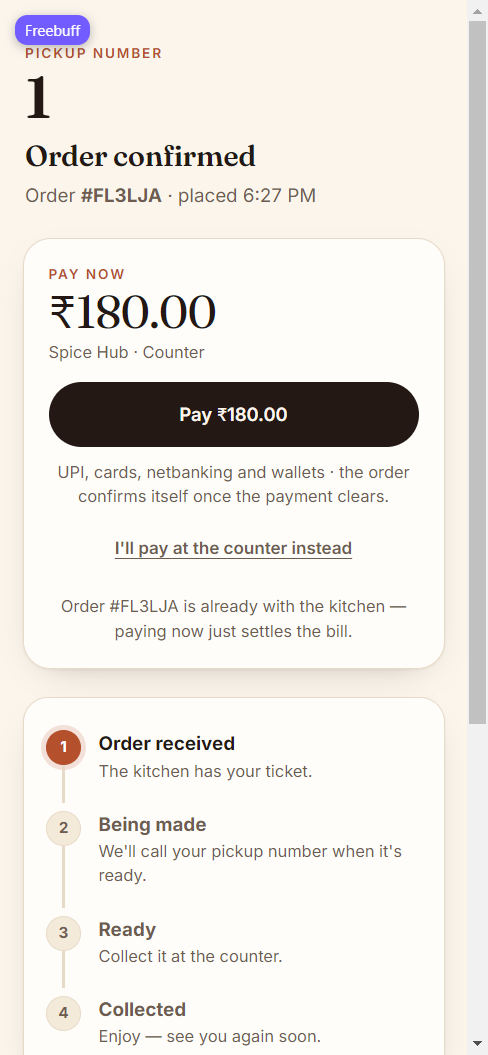 Freebuff
PICKUP NUMBER
1
Order confirmed
Order #FL3LJA · placed 6:27 PM
PAY NOW
₹180.00
Spice Hub · Counter
Pay ₹180.00
UPI, cards, netbanking and wallets · the order
confirms itself once the payment clears.
I'll pay at the counter instead
Order #FL3LJA is already with the kitchen —
paying now just settles the bill.
1
Order received
The kitchen has your ticket.
2
Being made
We'll call your pickup number when it's
ready.
3
Ready
Collect it at the counter.
4
Collected
Enjoy — see you again soon.